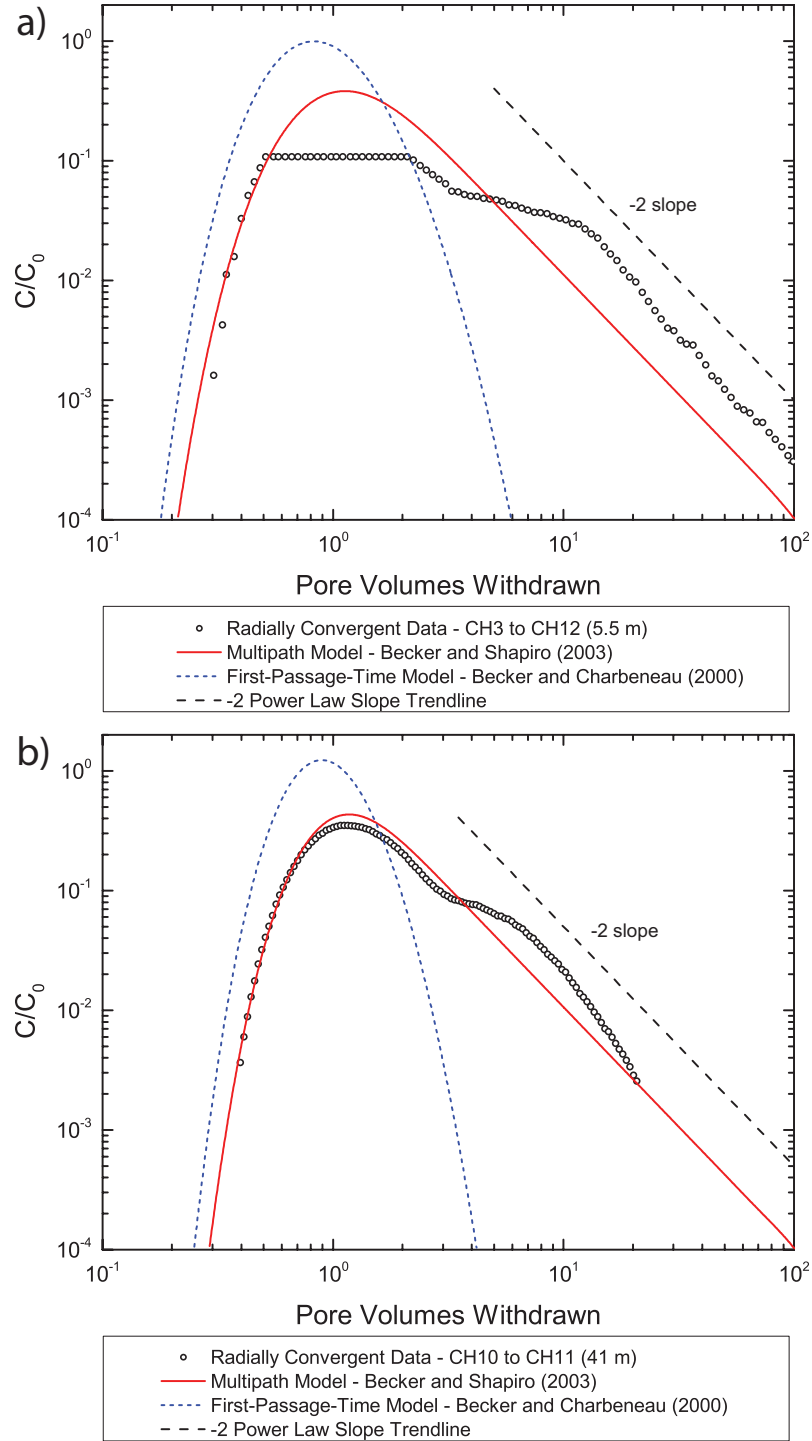 a)
10^0
10^-1
10^-2
10^-3
10^-4
C/C_0
-2 slope
10^-1 10^0 10^1 10^2
Pore Volumes Withdrawn
Radially Convergent Data - CH3 to CH12 (5.5 m)
Multipath Model - Becker and Shapiro (2003)
First-Passage-Time Model - Becker and Charbeneau (2000)
-2 Power Law Slope Trendline
b)
10^0
10^-1
10^-2
10^-3
10^-4
C/C_0
-2 slope
10^-1 10^0 10^1 10^2
Pore Volumes Withdrawn
Radially Convergent Data - CH10 to CH11 (41 m)
Multipath Model - Becker and Shapiro (2003)
First-Passage-Time Model - Becker and Charbeneau (2000)
-2 Power Law Slope Trendline